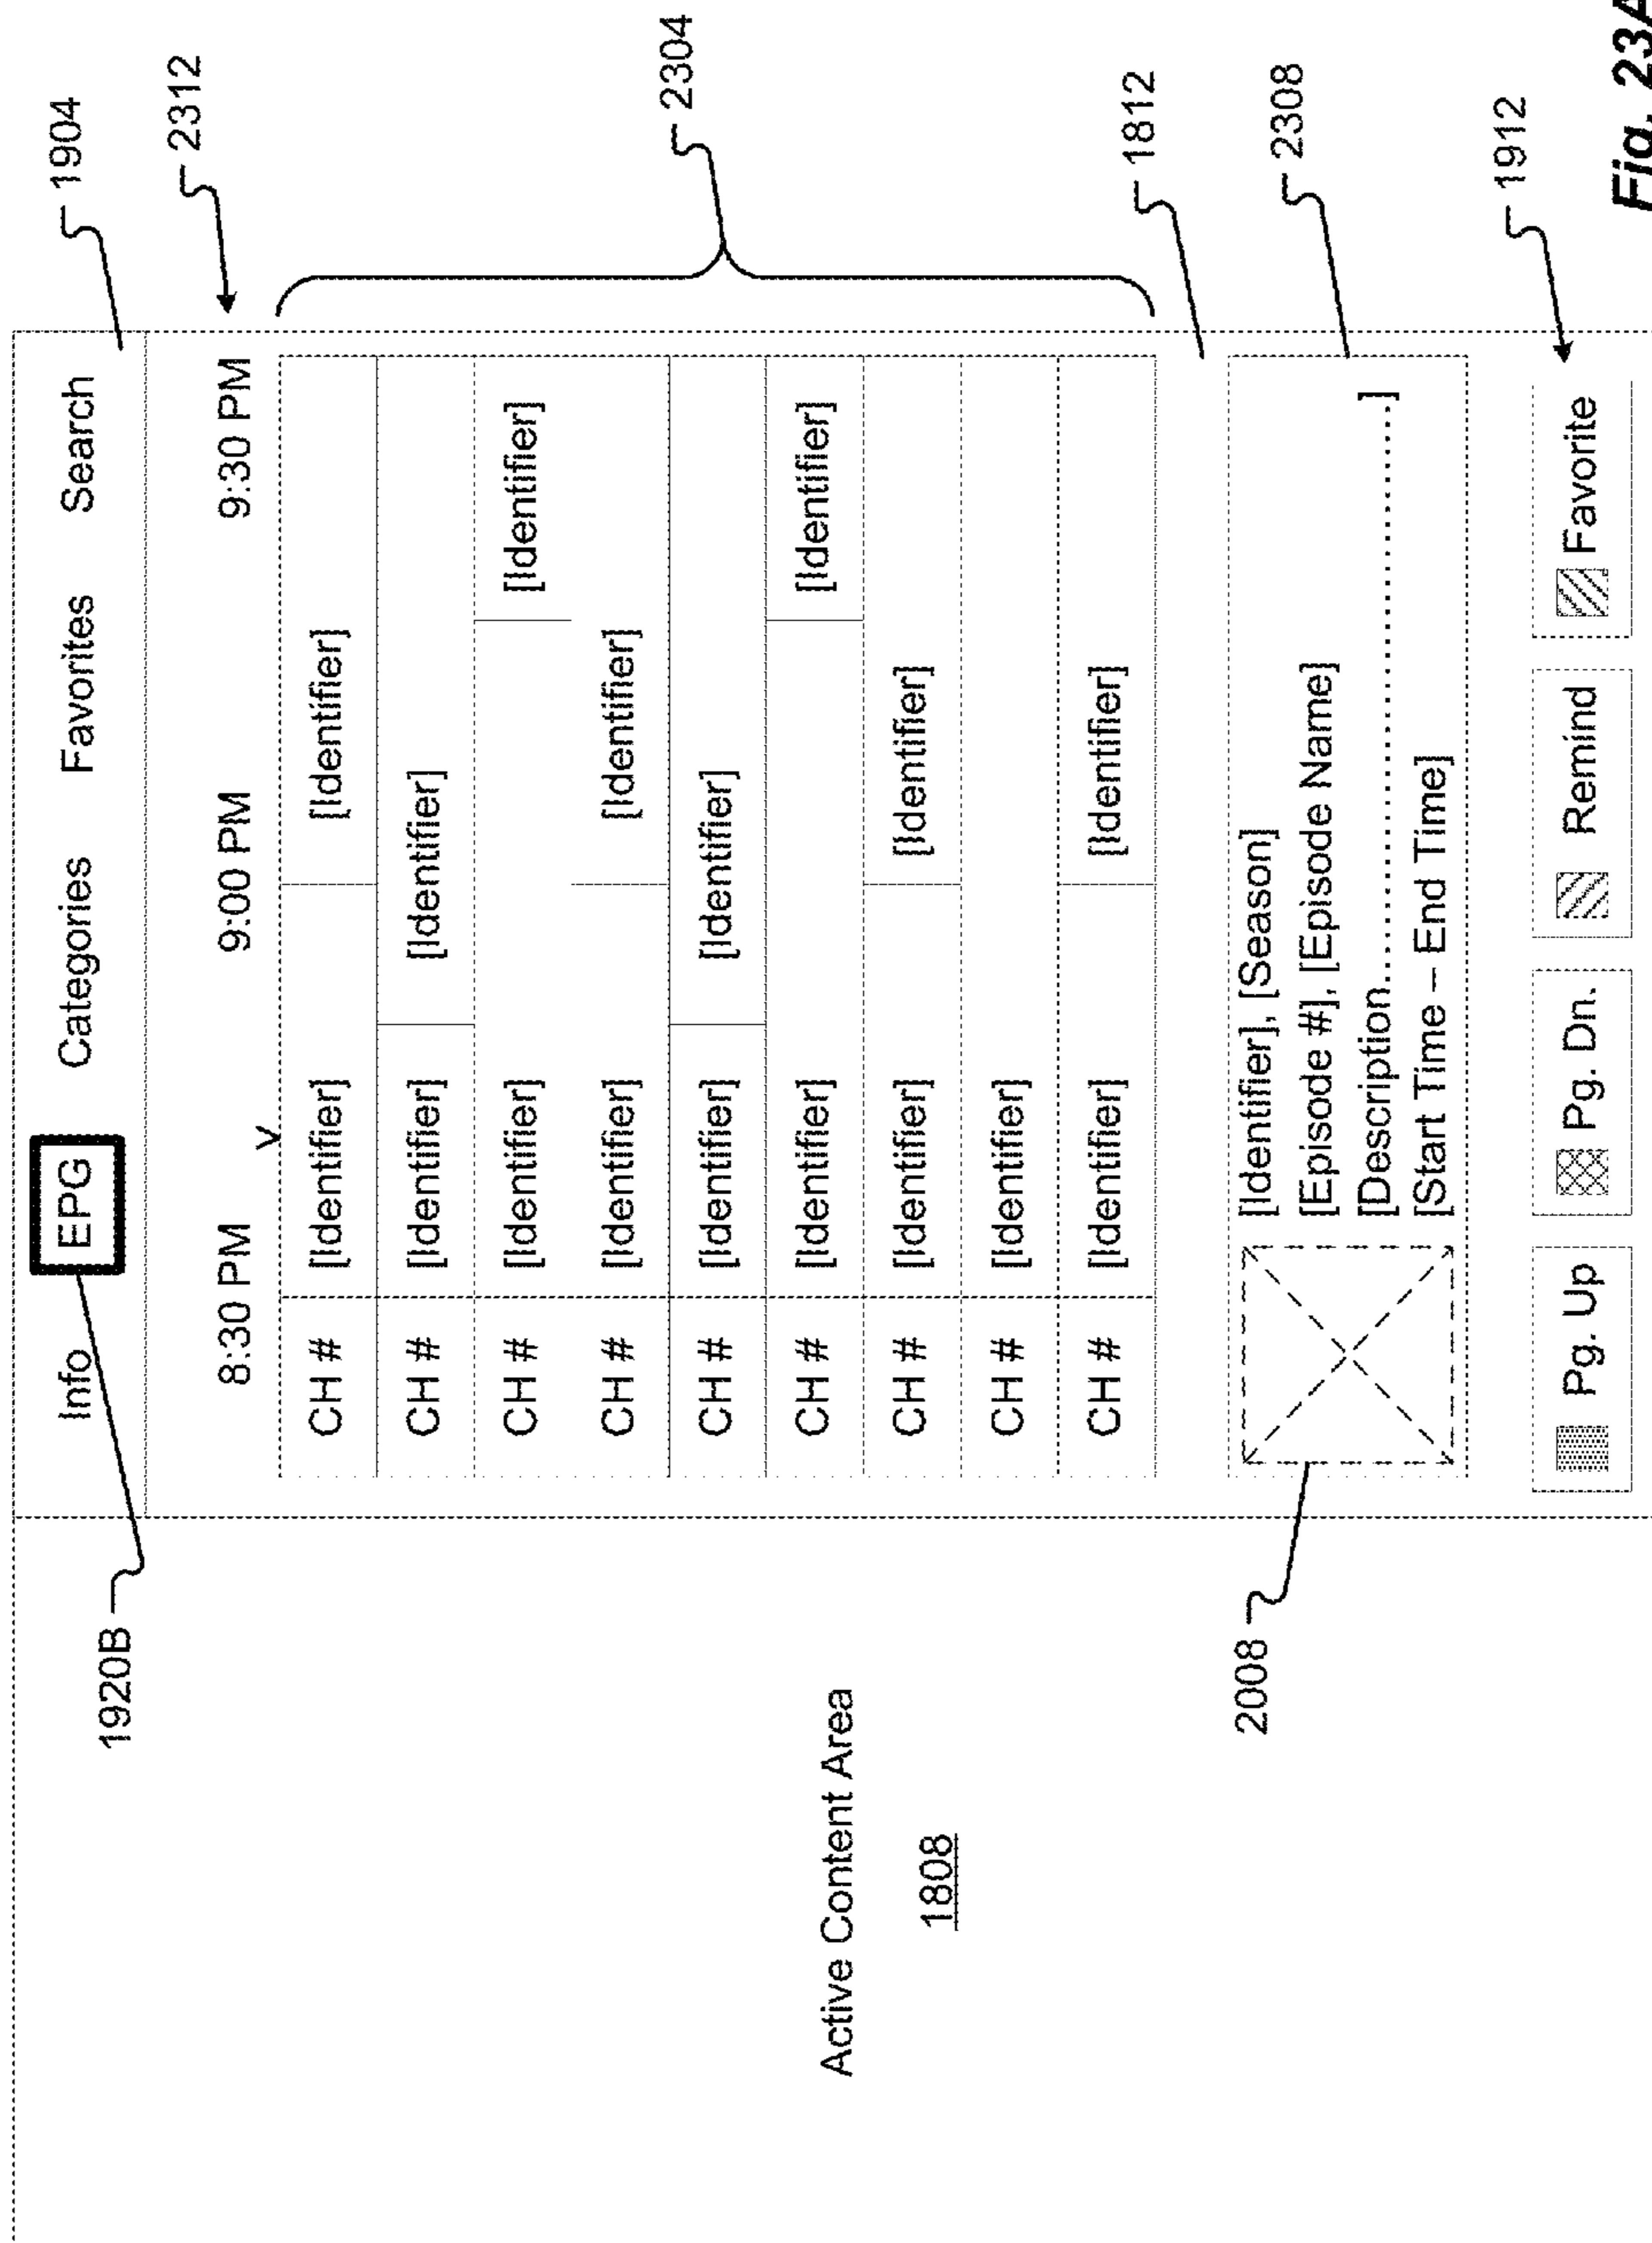 1904
Info EPG Categories Favorites Search
1920B
2312
8:30 PM 9:00 PM 9:30 PM
v
CH # [Identifier] [Identifier]
CH # [Identifier] [Identifier]
CH # [Identifier] [Identifier]
CH # [Identifier] [Identifier]
CH # [Identifier] [Identifier]
CH # [Identifier] [Identifier]
CH # [Identifier] [Identifier]
CH # [Identifier]
CH # [Identifier] [Identifier]
2304
Active Content Area
1808
1812
2308
2008
[Identifier], [Season]
[Episode #], [Episode Name]
[Description..............................]
[Start Time – End Time]
1912
Pg. Up Pg. Dn. Remind Favorite
Fig. 23A